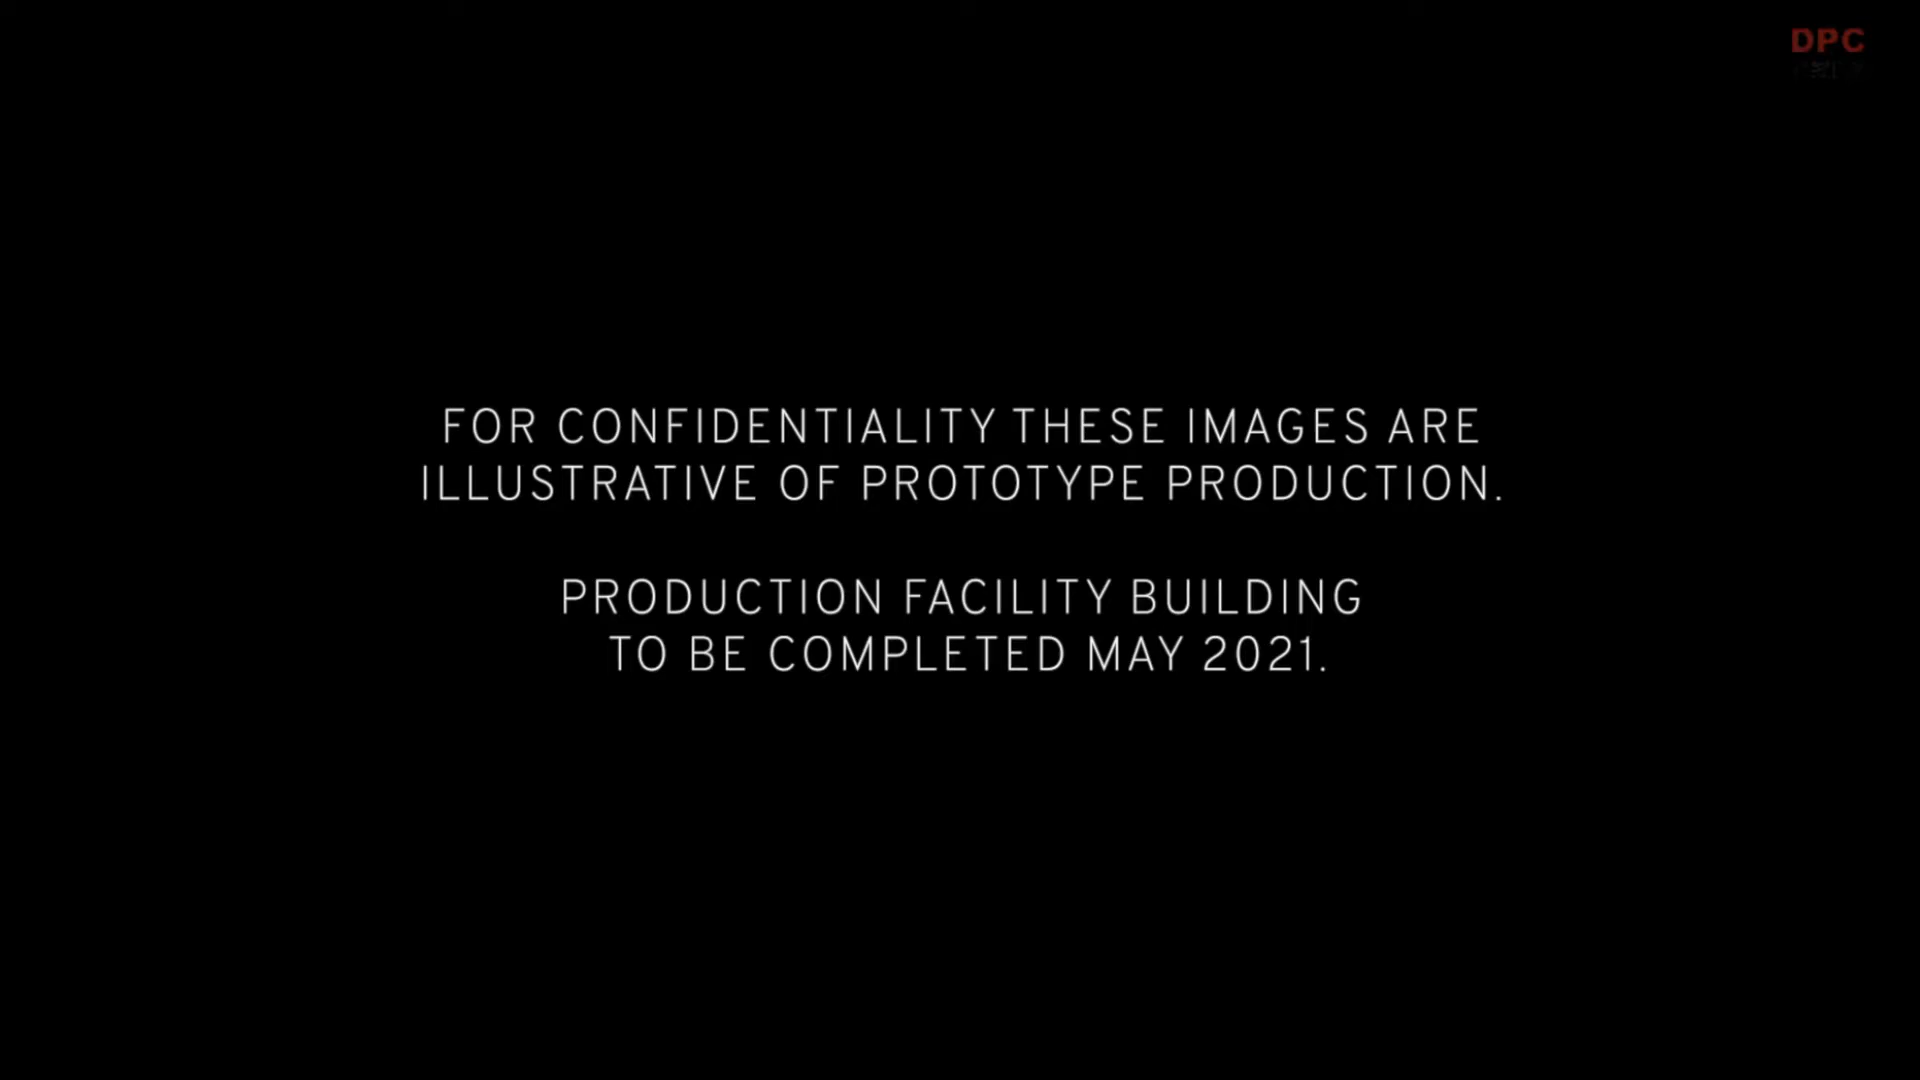 DPC
FOR CONFIDENTIALITY THESE IMAGES ARE
ILLUSTRATIVE OF PROTOTYPE PRODUCTION.
PRODUCTION FACILITY BUILDING
TO BE COMPLETED MAY 2021.